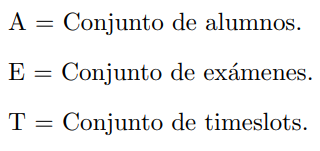 A = Conjunto de alumnos.
E = Conjunto de exámenes.
T = Conjunto de timeslots.